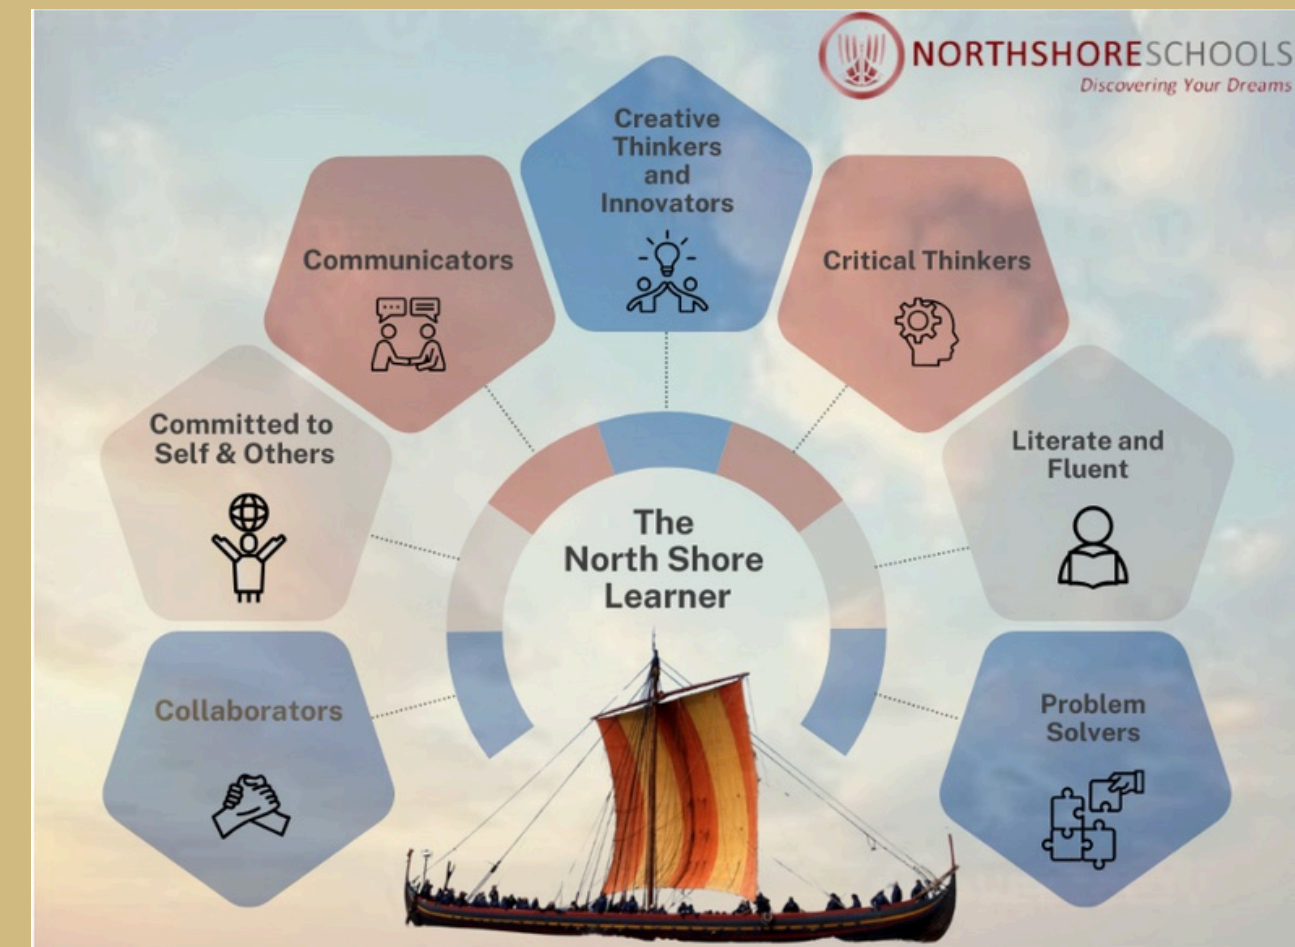 NORTHSHORESCHOOLS
Discovering Your Dreams
Creative
Thinkers
and
Innovators
Communicators
Critical Thinkers
Committed to
Self & Others
Literate and
Fluent
The
North Shore
Learner
Collaborators
Problem
Solvers